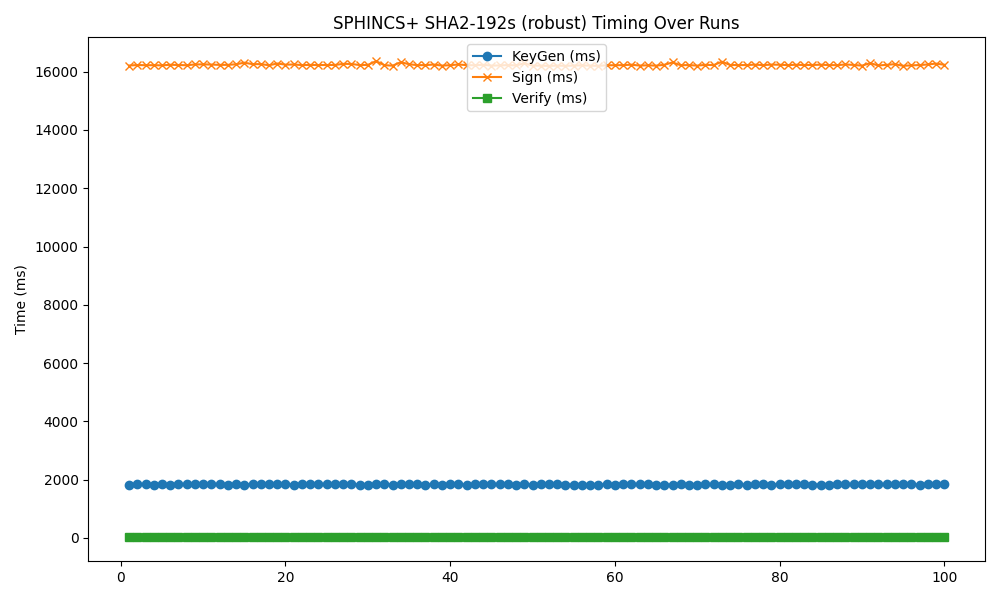 SPHINCS+ SHA2-192s (robust) Timing Over Runs
KeyGen (ms)
Sign (ms)
Verify (ms)
Time (ms)
16000
14000
12000
10000
8000
6000
4000
2000
0
0 20 40 60 80 100